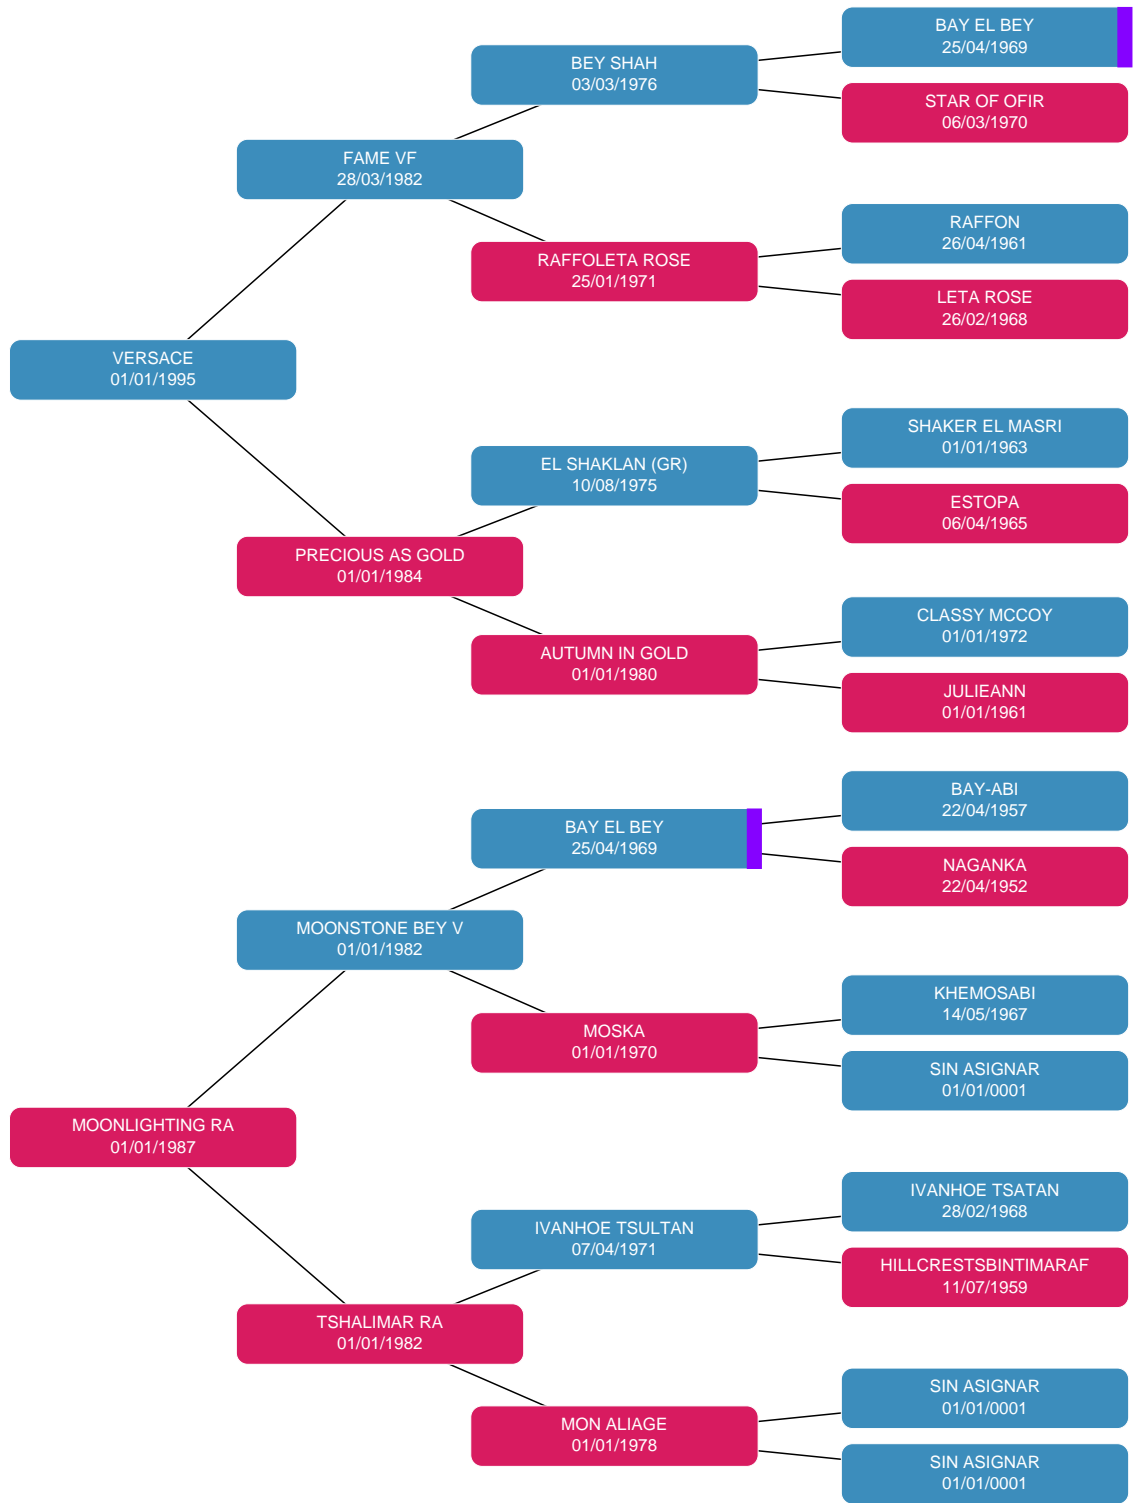 BAY EL BEY
25/04/1969
BEY SHAH
03/03/1976
STAR OF OFIR
06/03/1970
FAME VF
28/03/1982
RAFFON
26/04/1961
RAFFOLETA ROSE
25/01/1971
LETA ROSE
26/02/1968
VERSACE
01/01/1995
SHAKER EL MASRI
01/01/1963
EL SHAKLAN (GR)
10/08/1975
ESTOPA
06/04/1965
PRECIOUS AS GOLD
01/01/1984
CLASSY MCCOY
01/01/1972
AUTUMN IN GOLD
01/01/1980
JULIEANN
01/01/1961
BAY-ABI
22/04/1957
BAY EL BEY
25/04/1969
NAGANKA
22/04/1952
MOONSTONE BEY V
01/01/1982
KHEMOSABI
14/05/1967
MOSKA
01/01/1970
SIN ASIGNAR
01/01/0001
MOONLIGHTING RA
01/01/1987
IVANHOE TSATAN
28/02/1968
IVANHOE TSULTAN
07/04/1971
HILLCRESTSBINTIMARAF
11/07/1959
TSHALIMAR RA
01/01/1982
SIN ASIGNAR
01/01/0001
MON ALIAGE
01/01/1978
SIN ASIGNAR
01/01/0001